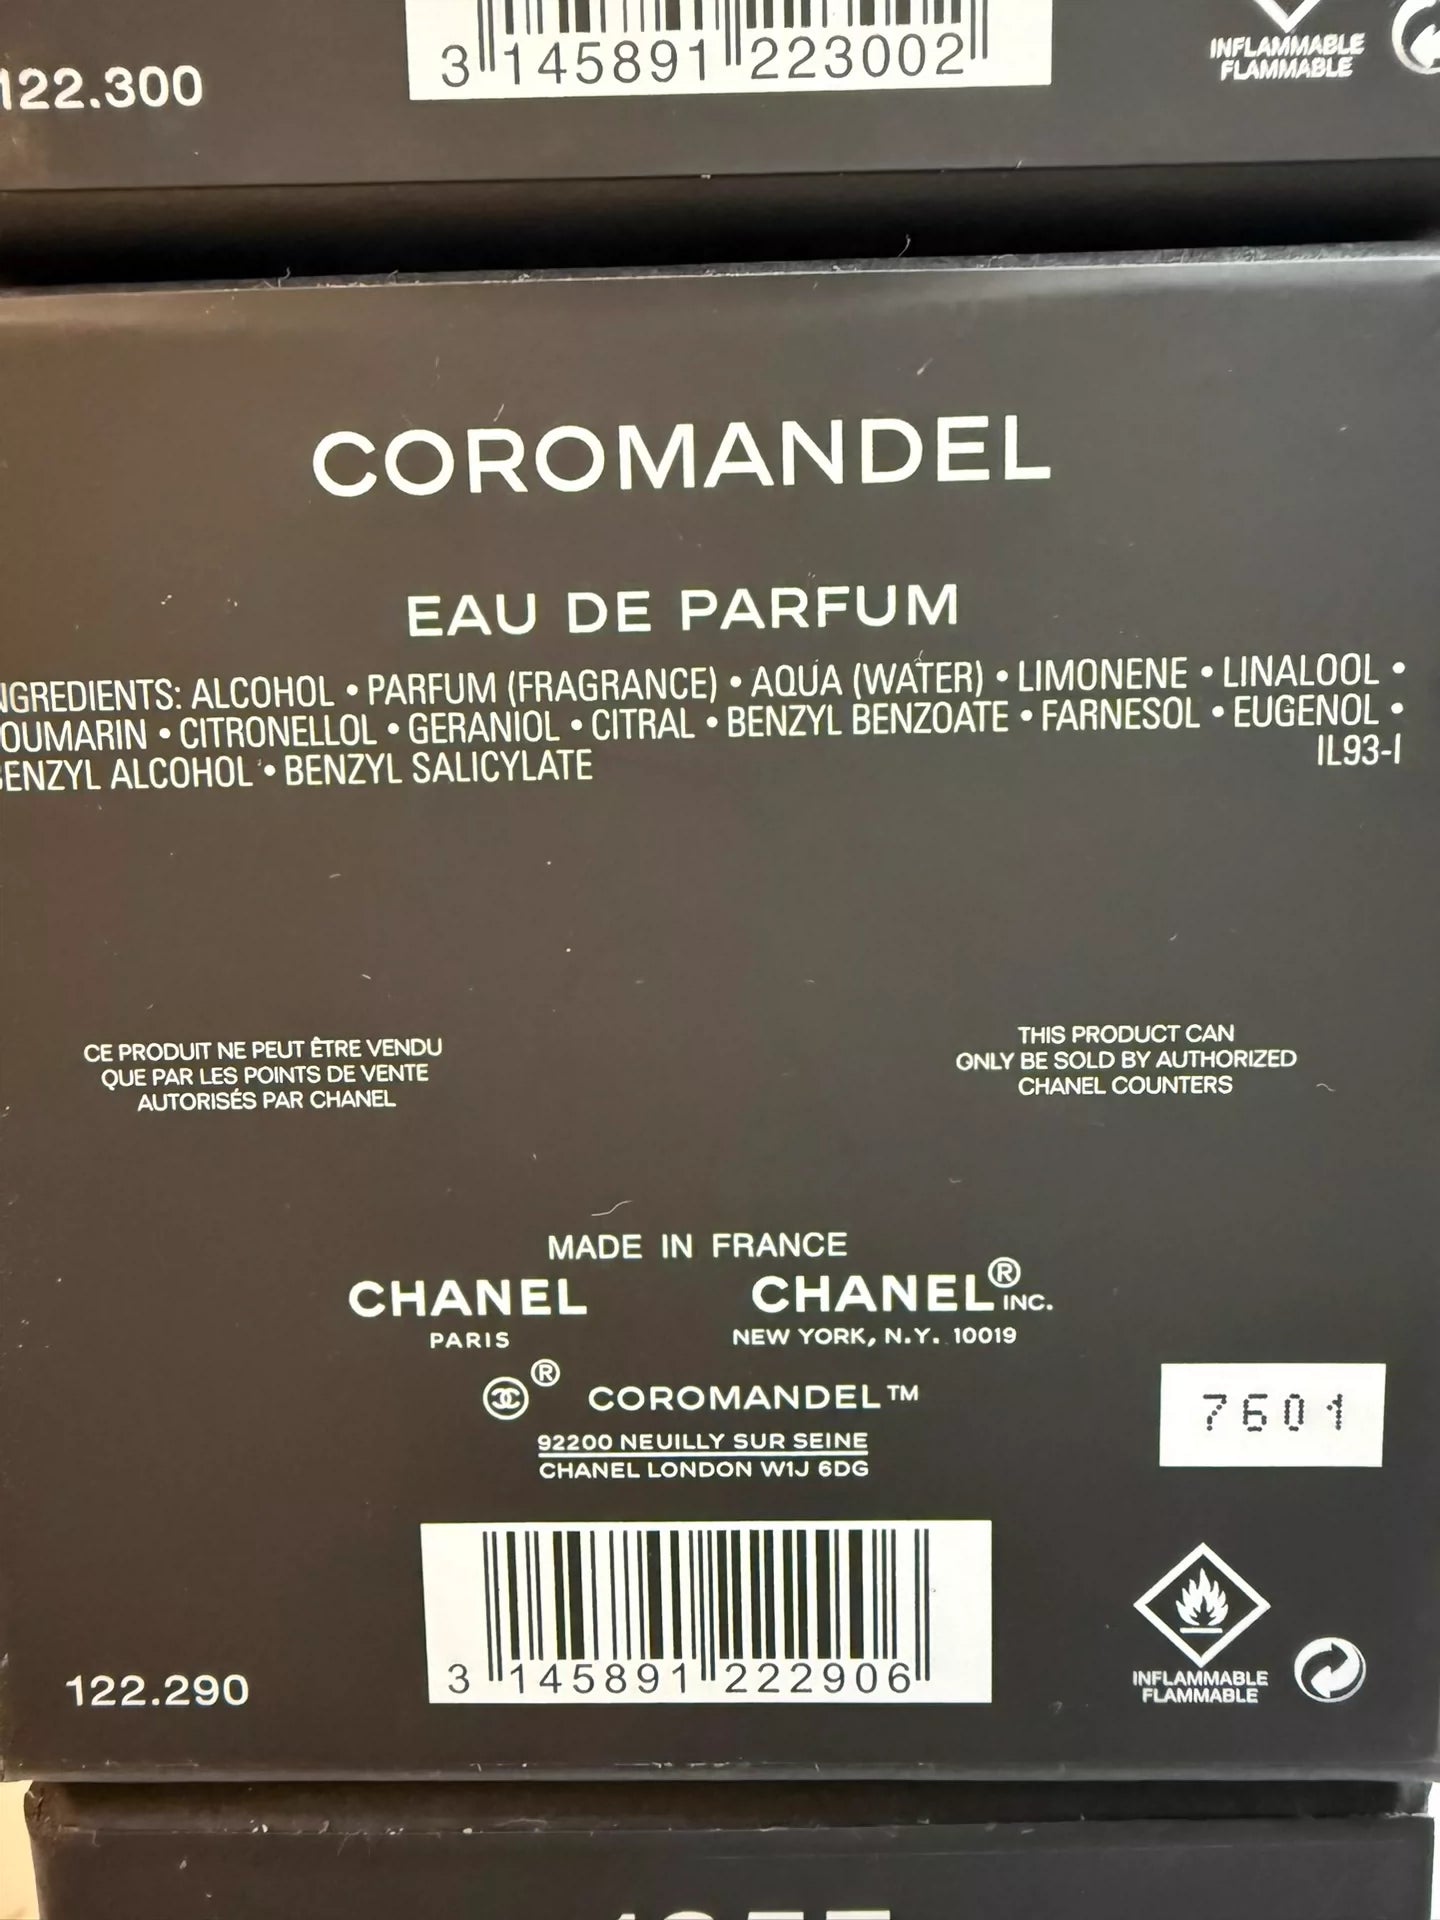 122.300
3 145891 223002
INFLAMMABLE
FLAMMABLE
COROMANDEL
EAU DE PARFUM
NGREDIENTS: ALCOHOL • PARFUM (FRAGRANCE) • AQUA (WATER) • LIMONENE • LINALOOL •
OUMARIN • CITRONELLOL • GERANIOL • CITRAL • BENZYL BENZOATE • FARNESOL • EUGENOL •
BENZYL ALCOHOL • BENZYL SALICYLATE
IL93-I
CE PRODUIT NE PEUT ÊTRE VENDU
QUE PAR LES POINTS DE VENTE
AUTORISÉS PAR CHANEL
THIS PRODUCT CAN
ONLY BE SOLD BY AUTHORIZED
CHANEL COUNTERS
MADE IN FRANCE
CHANEL
PARIS
CHANEL® INC.
NEW YORK, N.Y. 10019
® COROMANDEL™
92200 NEUILLY SUR SEINE
CHANEL LONDON W1J 6DG
7601
122.290
3 145891 222906
INFLAMMABLE
FLAMMABLE